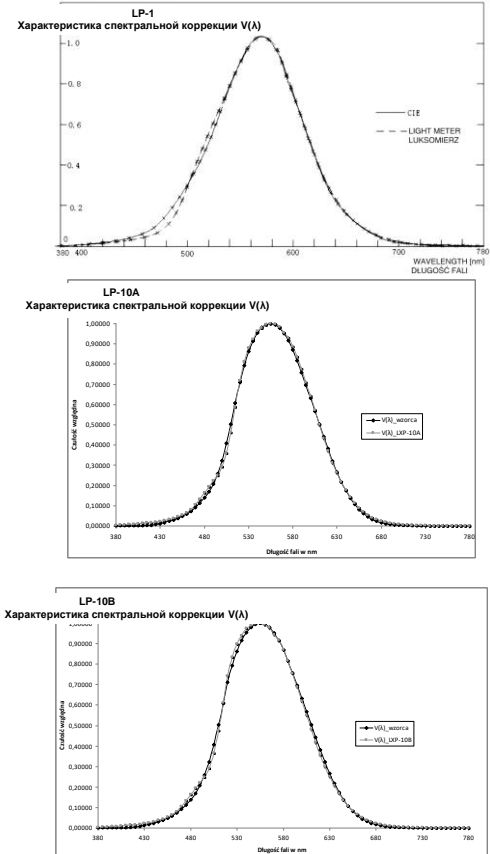 LP-1
Характеристика спектральной коррекции V(λ)
1.0
0.8
0.6
0.4
0.2
0
CIE
LIGHT METER
LUKSOMIERZ
380 400 500 600 700 780
WAVELENGTH [nm]
DŁUGOŚĆ FALI
LP-10A
Характеристика спектральной коррекции V(λ)
1,00000
0,90000
0,80000
0,70000
0,60000
0,50000
0,40000
0,30000
0,20000
0,10000
0,00000
Czułość względna
V(λ)_wzorca
V(λ)_LXP-10A
380 430 480 530 580 630 680 730 780
Długość fali w nm
LP-10B
Характеристика спектральной коррекции V(λ)
1,00000
0,90000
0,80000
0,70000
0,60000
0,50000
0,40000
0,30000
0,20000
0,10000
0,00000
Czułość względna
V(λ)_wzorca
V(λ)_LXP-10B
380 430 480 530 580 630 680 730 780
Długość fali w nm